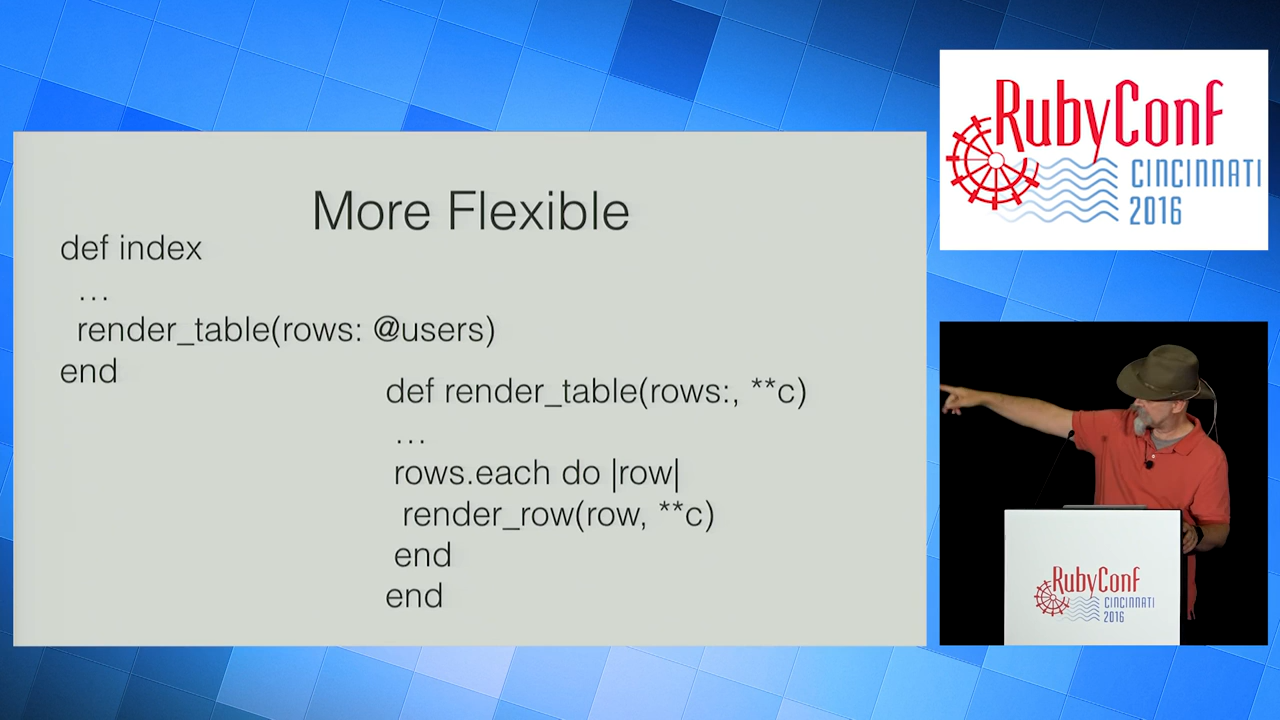 More Flexible
def index
…
render_table(rows: @users)
end
def render_table(rows:, **c)
…
rows.each do |row|
render_row(row, **c)
end
end
RubyConf
CINCINNATI
2016
RubyConf
CINCINNATI
2016